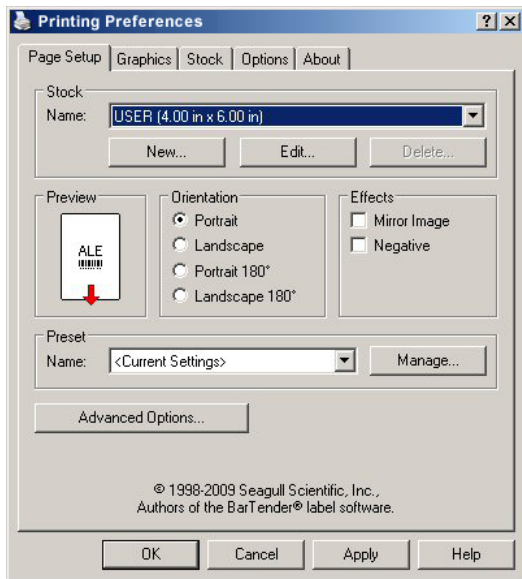 Printing Preferences
Page Setup Graphics Stock Options About
Stock
Name: USER (4.00 in x 6.00 in)
New... Edit... Delete...
Preview Orientation Effects
ALE
Portrait Mirror Image
Landscape Negative
Portrait 180°
Landscape 180°
Preset
Name: <Current Settings> Manage...
Advanced Options...
© 1998-2009 Seagull Scientific, Inc.,
Authors of the BarTender® label software.
OK Cancel Apply Help